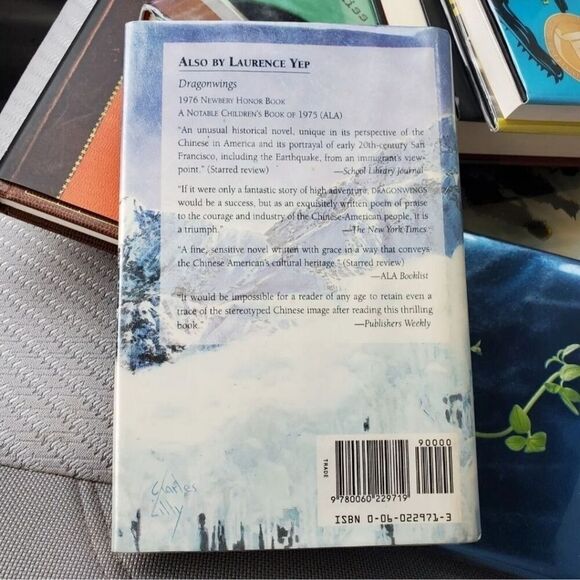 ALSO BY LAURENCE YEP
Dragonwings
1976 NEWBERY HONOR BOOK
A NOTABLE CHILDREN'S BOOK OF 1975 (ALA)
"An unusual historical novel, unique in its perspective of the
Chinese in America and its portrayal of early 20th-century San
Francisco, including the Earthquake, from an immigrant's view-
point." (Starred review) —School Library Journal
"If it were only a fantastic story of high adventure, DRAGONWINGS
would be a success, but as an exquisitely written poem of praise
to the courage and industry of the Chinese-American people, it is
a triumph." —The New York Times
"A fine, sensitive novel written with grace in a way that conveys
the Chinese American's cultural heritage." (Starred review)
—ALA Booklist
"It would be impossible for a reader of any age to retain even a
trace of the stereotyped Chinese image after reading this thrilling
book." —Publishers Weekly
Charles
Lilly
TRADE
90000
9 780060 229719
ISBN 0-06-022971-3